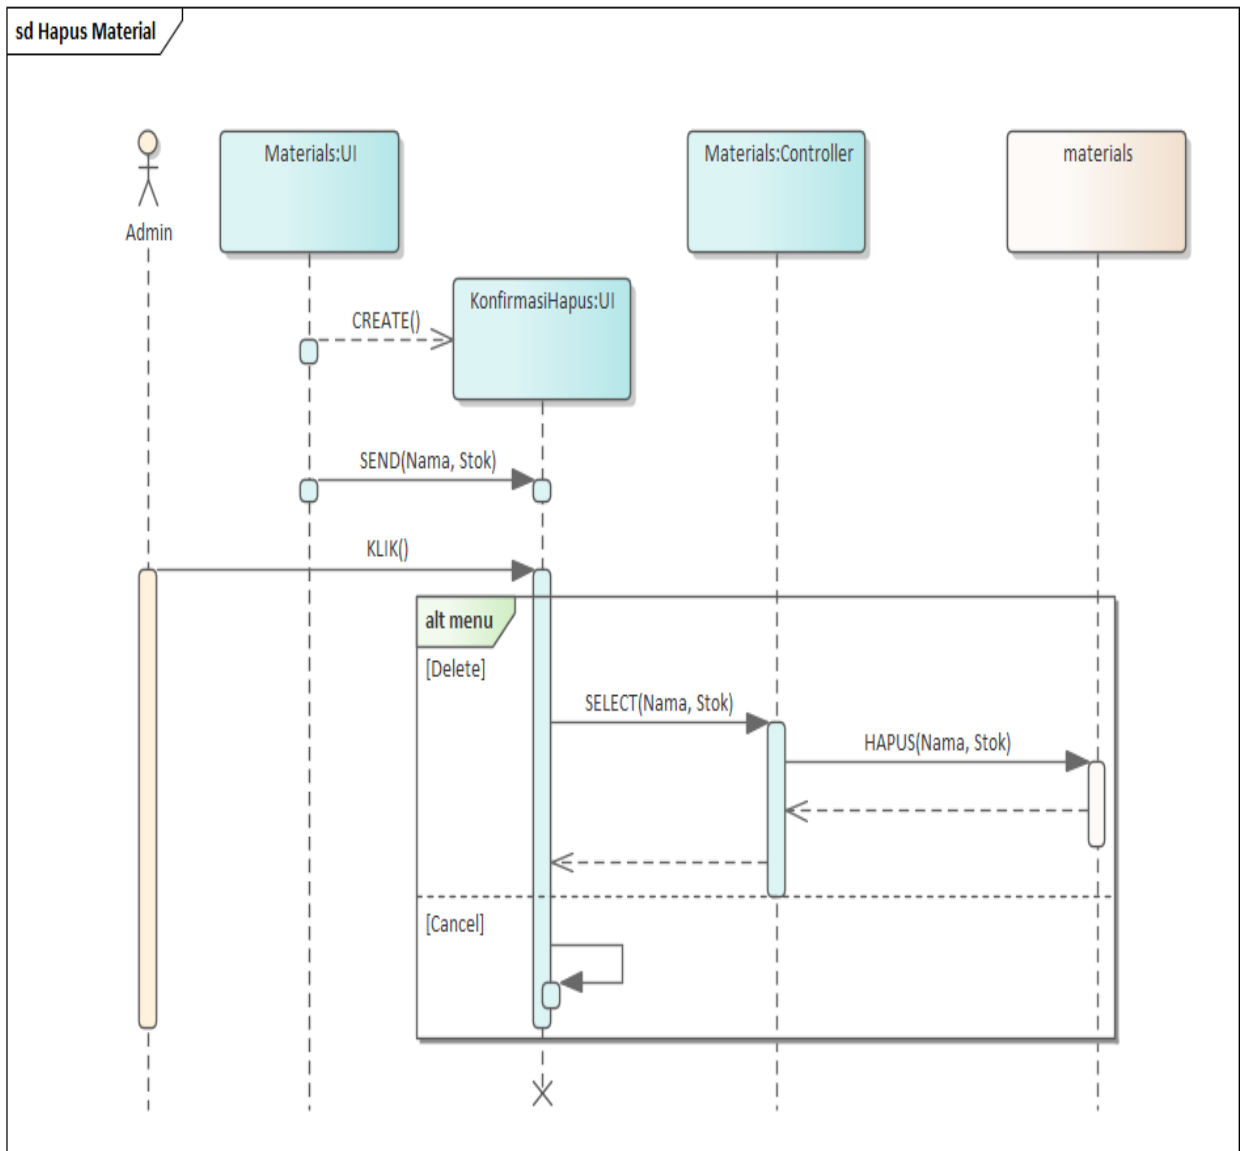 sd Hapus Material
Materials:UI
Materials:Controller
materials
Admin
KonfirmasiHapus:UI
CREATE()
SEND(Nama, Stok)
KLIK()
alt menu
[Delete]
SELECT(Nama, Stok)
HAPUS(Nama, Stok)
[Cancel]